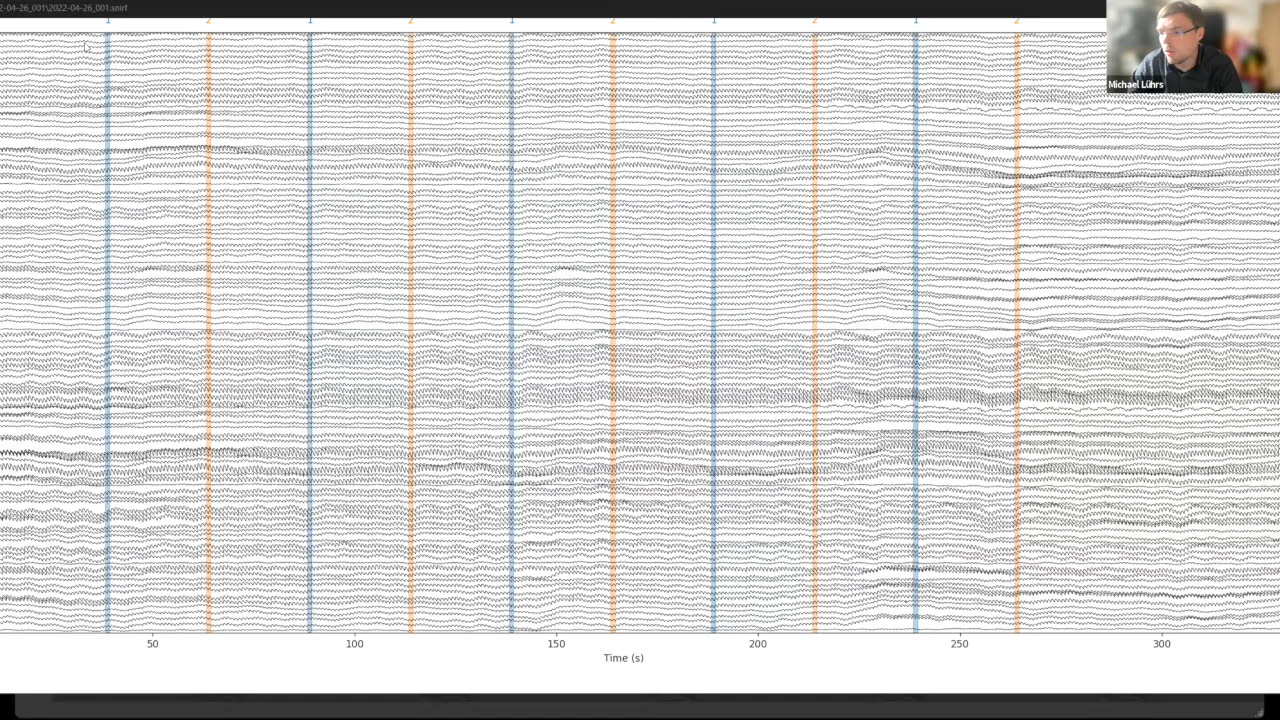 2-04-26_001\2022-04-26_001.snirf
1 2 1 2 1 2 1 2 1 2
Michael Lührs
50 100 150 200 250 300
Time (s)